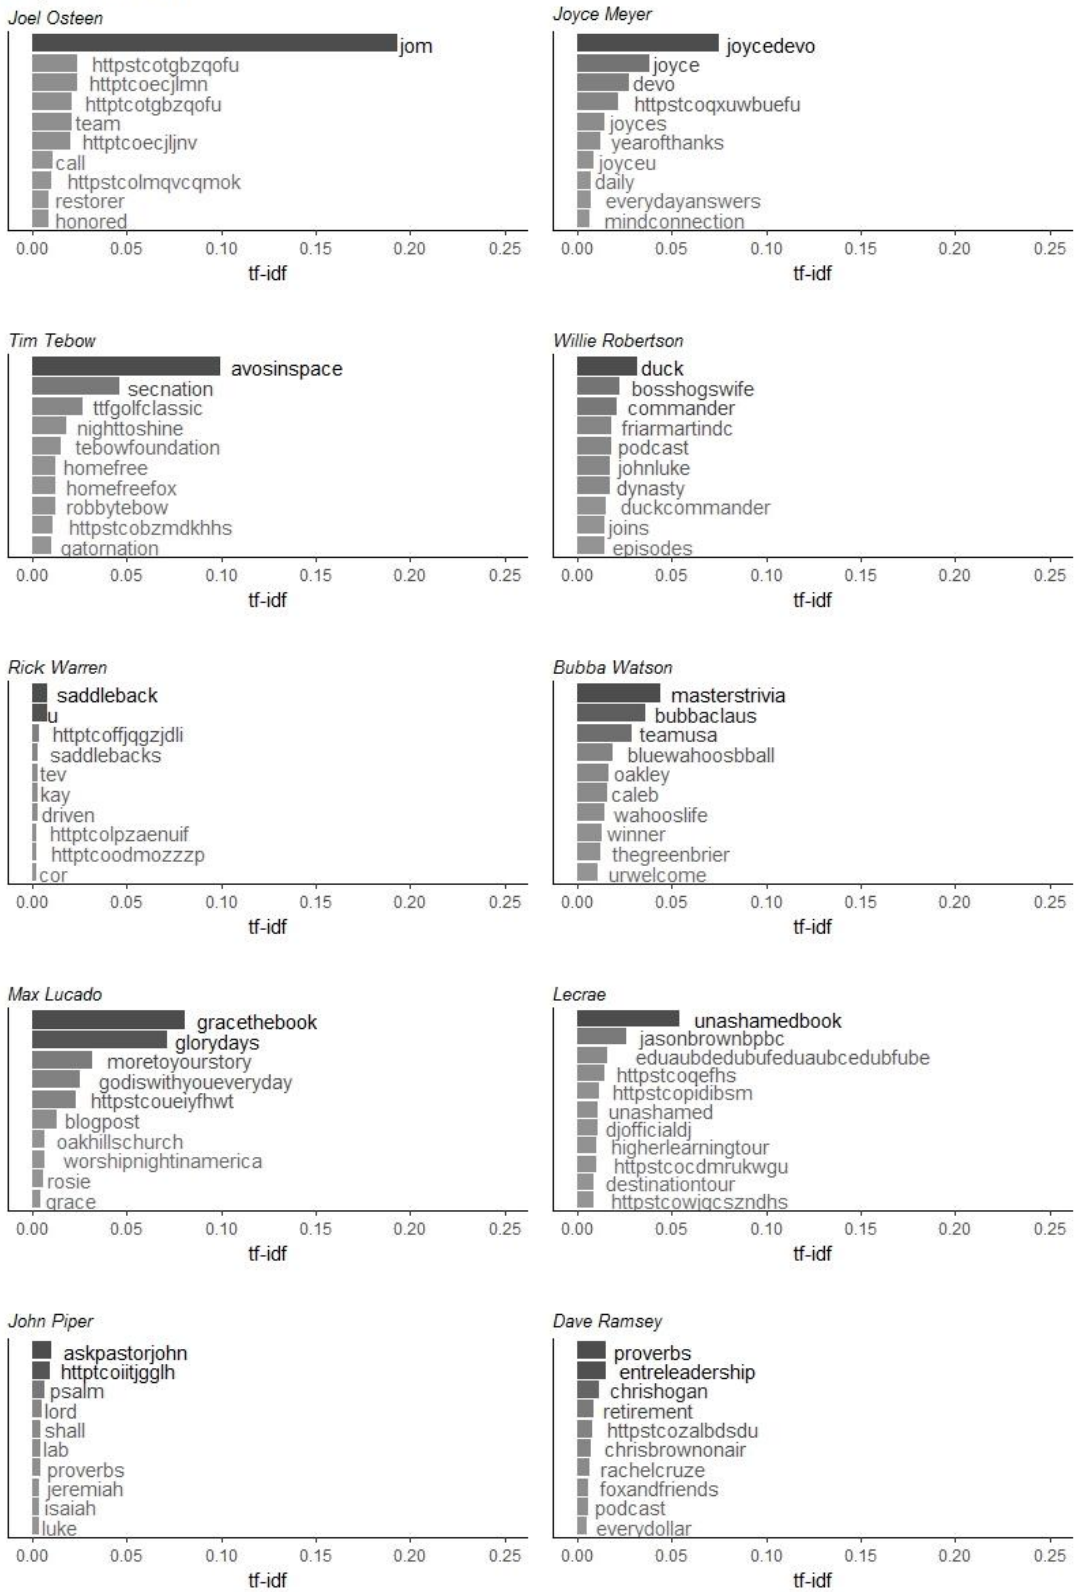 Joel Osteen
jom
httpstcotgbzqofu
httptcoecjlmn
httptcotgbzqofu
team
httptcoecjljnv
call
httpstcolmqvcqmok
restorer
honored
0.00 0.05 0.10 0.15 0.20 0.25
tf-idf
Joyce Meyer
joycedevo
joyce
devo
httpstcoqxuwbuefu
joyces
yearofthanks
joyceu
daily
everydayanswers
mindconnection
0.00 0.05 0.10 0.15 0.20 0.25
tf-idf
Tim Tebow
avosinspace
secnation
ttfgolfclassic
nighttoshine
tebowfoundation
homefree
homefreefox
robbytebow
httpstcobzmdkhhs
gatornation
0.00 0.05 0.10 0.15 0.20 0.25
tf-idf
Willie Robertson
duck
bosshogswife
commander
friarmartindc
podcast
johnluke
dynasty
duckcommander
joins
episodes
0.00 0.05 0.10 0.15 0.20 0.25
tf-idf
Rick Warren
saddleback
u
httptcoffjqgzjdli
saddlebacks
tev
kay
driven
httptcolpzaenuif
httptcoodmozzzp
cor
0.00 0.05 0.10 0.15 0.20 0.25
tf-idf
Bubba Watson
masterstrivia
bubbaclaus
teamusa
bluewahoosbball
oakley
caleb
wahooslife
winner
thegreenbrier
urwelcome
0.00 0.05 0.10 0.15 0.20 0.25
tf-idf
Max Lucado
gracethebook
glorydays
moretoyourstory
godiswithyoueveryday
httpstcoueiyfhwt
blogpost
oakhillschurch
worshipnightinamerica
rosie
grace
0.00 0.05 0.10 0.15 0.20 0.25
tf-idf
Lecrae
unashamedbook
jasonbrownbpbc
eduaubdedubufeduaubcedubfube
httpstcoqefhs
httpstcopidibsm
unashamed
djofficialdj
higherlearningtour
httpstcocdmrukwgu
destinationtour
httpstcowjgcszndhs
0.00 0.05 0.10 0.15 0.20 0.25
tf-idf
John Piper
askpastorjohn
httptcoiitjgglh
psalm
lord
shall
lab
proverbs
jeremiah
isaiah
luke
0.00 0.05 0.10 0.15 0.20 0.25
tf-idf
Dave Ramsey
proverbs
entreleadership
chrishogan
retirement
httpstcozalbdsdu
chrisbrownonair
rachelcruze
foxandfriends
podcast
everydollar
0.00 0.05 0.10 0.15 0.20 0.25
tf-idf